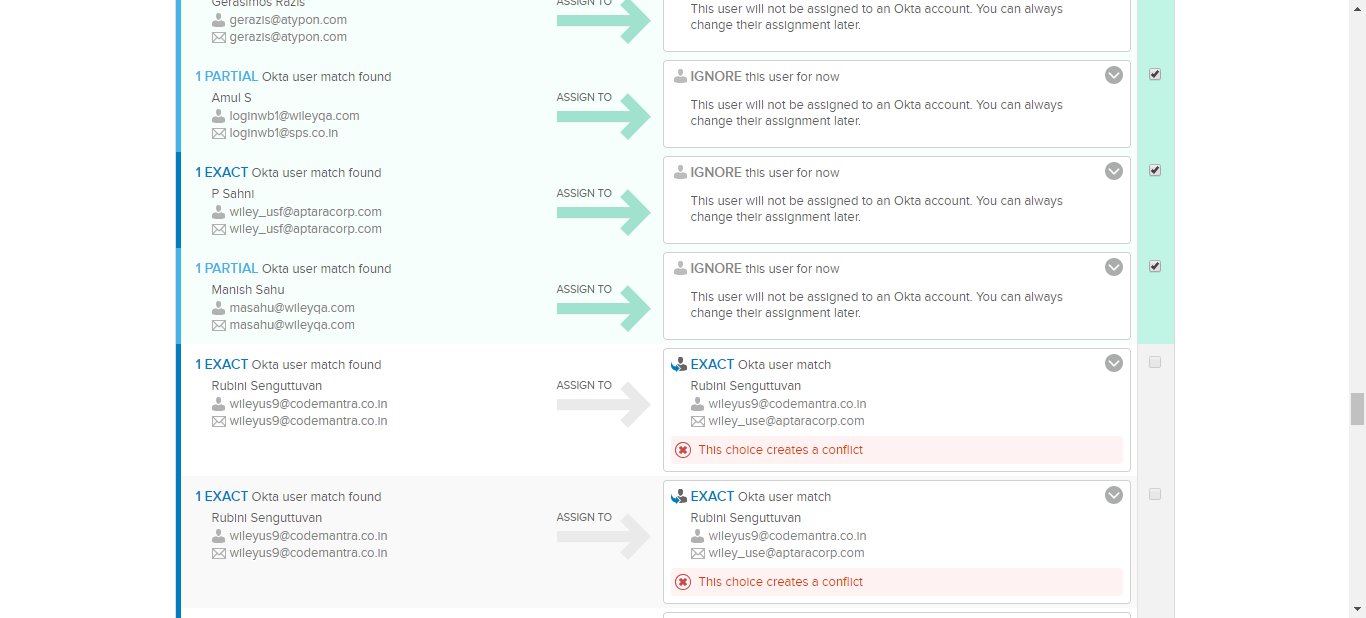 Gerasimos Razis
gerazis@atypon.com
gerazis@atypon.com
ASSIGN TO
This user will not be assigned to an Okta account. You can always
change their assignment later.
1 PARTIAL Okta user match found
Amul S
loginwb1@wileyqa.com
loginwb1@sps.co.in
ASSIGN TO
IGNORE this user for now
This user will not be assigned to an Okta account. You can always
change their assignment later.
1 EXACT Okta user match found
P Sahni
wiley_usf@aptaracorp.com
wiley_usf@aptaracorp.com
ASSIGN TO
IGNORE this user for now
This user will not be assigned to an Okta account. You can always
change their assignment later.
1 PARTIAL Okta user match found
Manish Sahu
masahu@wileyqa.com
masahu@wileyqa.com
ASSIGN TO
IGNORE this user for now
This user will not be assigned to an Okta account. You can always
change their assignment later.
1 EXACT Okta user match found
Rubini Senguttuvan
wileyus9@codemantra.co.in
wileyus9@codemantra.co.in
ASSIGN TO
EXACT Okta user match
Rubini Senguttuvan
wileyus9@codemantra.co.in
wiley_use@aptaracorp.com
This choice creates a conflict
1 EXACT Okta user match found
Rubini Senguttuvan
wileyus9@codemantra.co.in
wileyus9@codemantra.co.in
ASSIGN TO
EXACT Okta user match
Rubini Senguttuvan
wileyus9@codemantra.co.in
wiley_use@aptaracorp.com
This choice creates a conflict